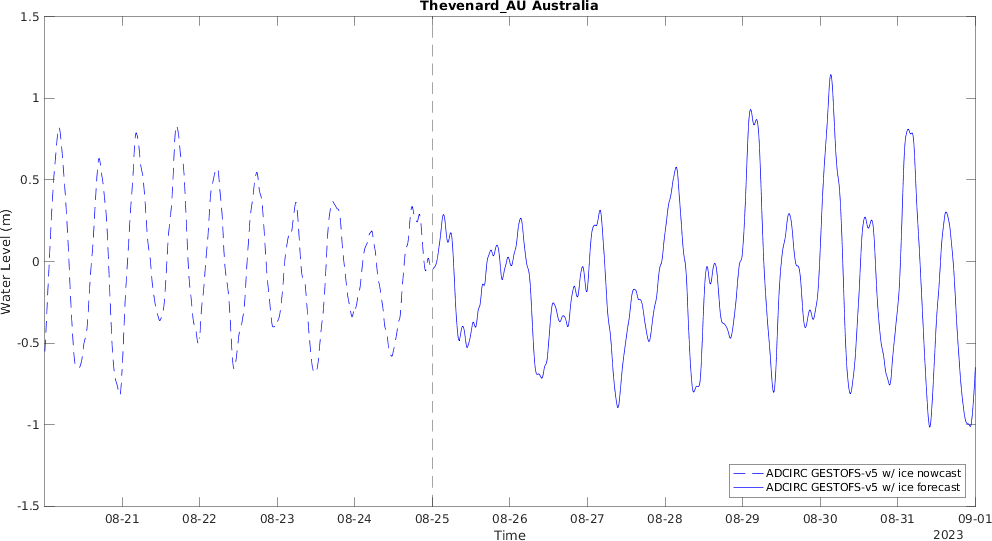 Thevenard_AU Australia
1.5
1
0.5
0
-0.5
-1
-1.5
Water Level (m)
ADCIRC GESTOFS-v5 w/ ice nowcast
ADCIRC GESTOFS-v5 w/ ice forecast
08-21 08-22 08-23 08-24 08-25 08-26 08-27 08-28 08-29 08-30 08-31 09-01
Time
2023